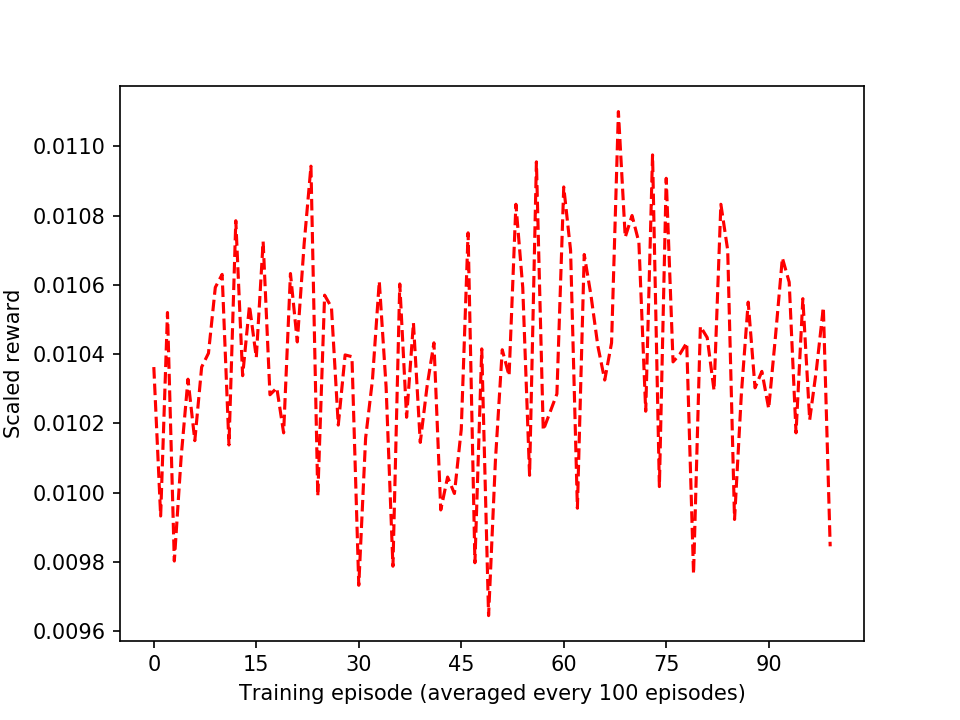 0.0110
0.0108
0.0106
0.0104
0.0102
0.0100
0.0098
0.0096
Scaled reward
0 15 30 45 60 75 90
Training episode (averaged every 100 episodes)